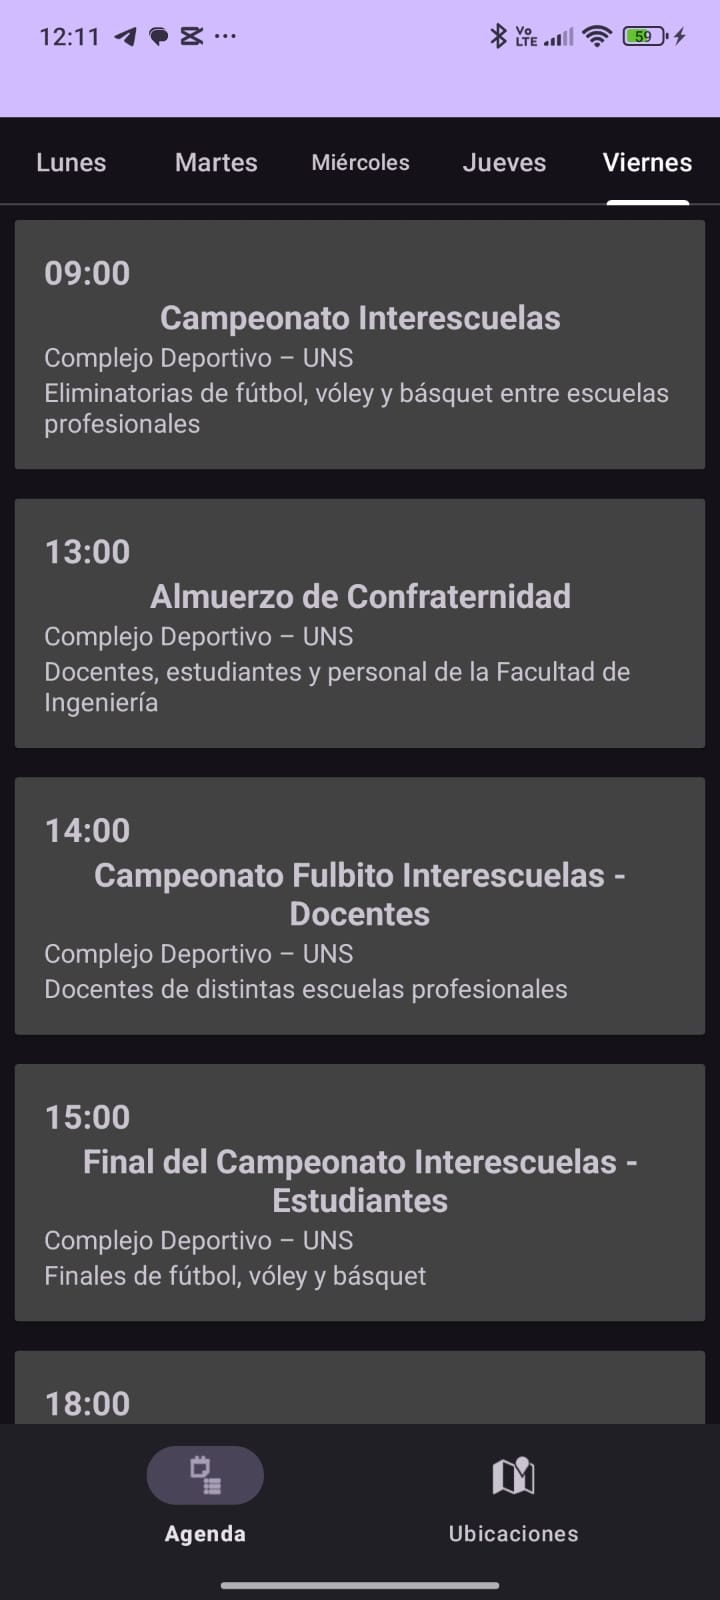 12:11
Vo
LTE
59
Lunes
Martes
Miércoles
Jueves
Viernes
09:00
Campeonato Interescuelas
Complejo Deportivo – UNS
Eliminatorias de fútbol, vóley y básquet entre escuelas
profesionales
13:00
Almuerzo de Confraternidad
Complejo Deportivo – UNS
Docentes, estudiantes y personal de la Facultad de
Ingeniería
14:00
Campeonato Fulbito Interescuelas -
Docentes
Complejo Deportivo – UNS
Docentes de distintas escuelas profesionales
15:00
Final del Campeonato Interescuelas -
Estudiantes
Complejo Deportivo – UNS
Finales de fútbol, vóley y básquet
18:00
Agenda
Ubicaciones